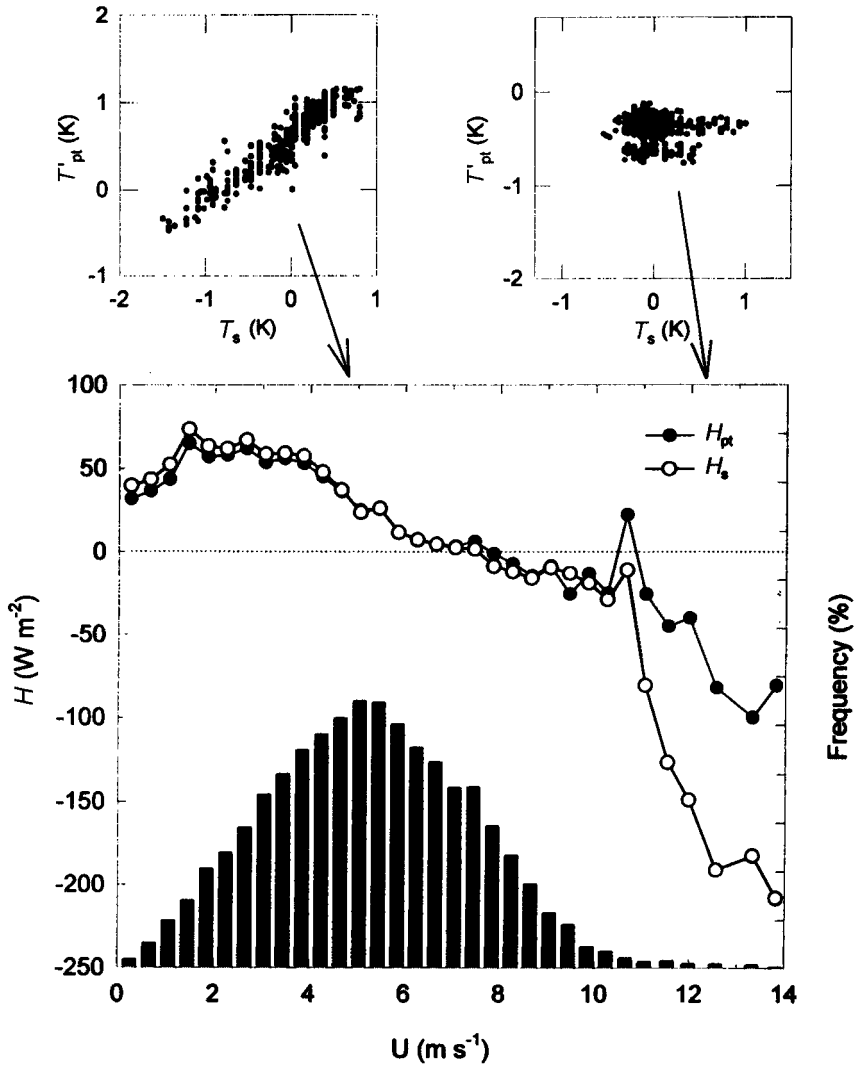 2
1
0
-1
T'pt (K)
-2 -1 0 1
Ts (K)
0
-1
-2
T'pt (K)
-1 0 1
Ts (K)
100
50
0
-50
-100
-150
-200
-250
H (W m-2)
Hpt
Hs
Frequency (%)
0 2 4 6 8 10 12 14
U (m s-1)